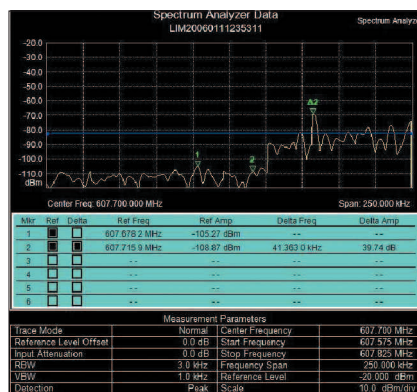 Spectrum Analyzer Data
Spectrum Analyze
LIM20060111235311
-20.0
-30.0
-40.0
-50.0
-60.0
-70.0
-80.0
-90.0
-100.0
-110.0
dBm
Δ2
1
2
Center Freq: 607.700 000 MHz Span: 250.000 kHz
Mkr Ref Delta Ref Freq Ref Amp Delta Freq Delta Amp
1 607.678 2 MHz -105.27 dBm -- --
2 607.715 9 MHz -108.87 dBm 41.363 0 kHz 39.74 dB
3 -- -- -- --
4 -- -- -- --
5 -- -- -- --
6 -- -- -- --
Measurement Parameters
Trace Mode Normal Center Frequency 607.700 MHz
Reference Level Offset 0.0 dB Start Frequency 607.575 MHz
Input Attenuation 0.0 dB Stop Frequency 607.825 MHz
RBW 3.0 kHz Frequency Span 250.000 kHz
VBW 1.0 kHz Reference Level -20.000 dBm
Detection Peak Scale 10.0 dBm/div